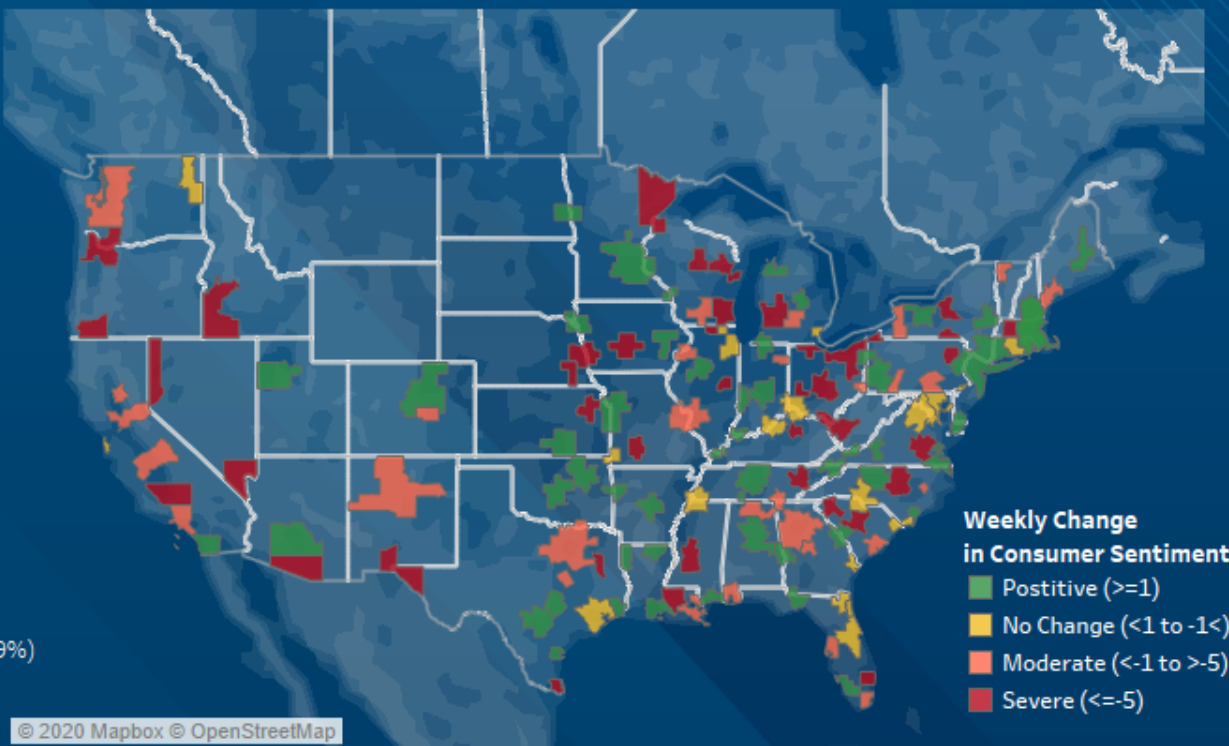 Weekly Change
in Consumer Sentiment
Postitive (>=1)
No Change (<1 to -1<)
Moderate (<-1 to >-5)
Severe (<=-5)
9%)
© 2020 Mapbox © OpenStreetMap